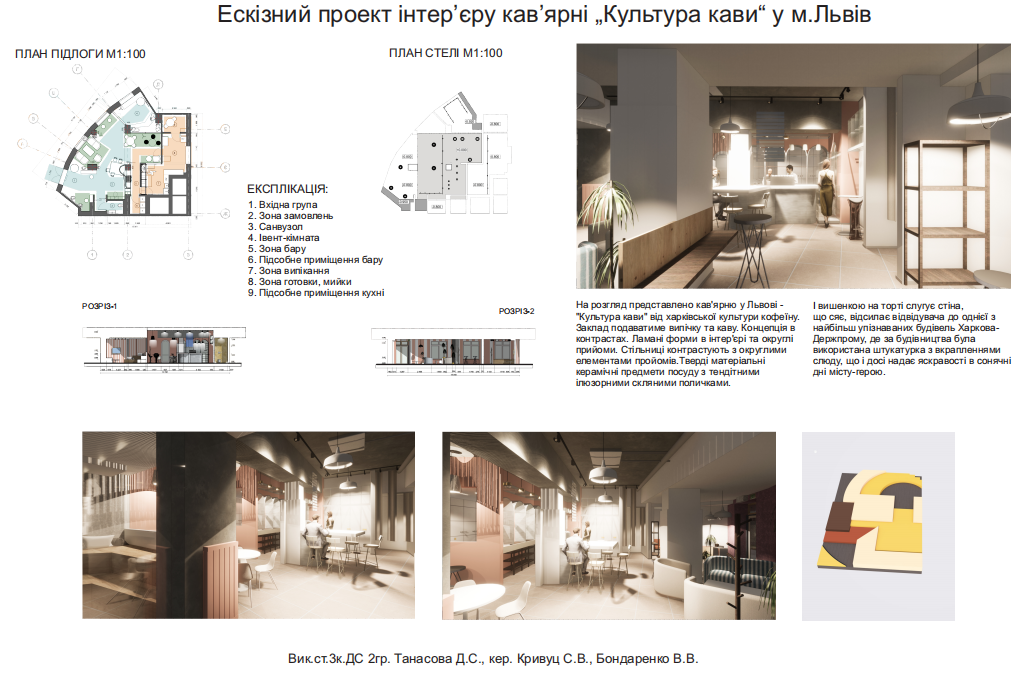 Ескізний проект інтер’єру кав’ярні „Культура кави“ у м.Львів
ПЛАН ПІДЛОГИ М1:100
ПЛАН СТЕЛІ М1:100
ЕКСПЛІКАЦІЯ:
1. Вхідна група
2. Зона замовлень
3. Санвузол
4. Івент-кімната
5. Зона бару
6. Підсобне приміщення бару
7. Зона випікання
8. Зона готовки, мийки
9. Підсобне приміщення кухні
РОЗРІЗ-1
РОЗРІЗ-2
На розгляд представлено кав'ярню у Львові -
"Культура кави" від харківської культури кофеїну.
Заклад подаватиме випічку та каву. Концепція в
контрастах. Ламані форми в інтер'єрі та округлі
прийоми. Стільниці контрастують з округлими
елементами пройомів.Тверді матеріальні
керамічні предмети посуду з тендітними
ілюзорними скляними поличками.
І вишенкою на торті слугує стіна,
що сяє, відсилає відвідувача до однієї з
найбільш упізнаваних будівель Харкова-
Держпрому, де за будівництва була
використана штукатурка з вкрапленнями
слюду, що і досі надає яскравості в сонячні
дні місту-герою.
Вик.ст.3к.ДС 2гр. Танасова Д.С., кер. Кривуц С.В., Бондаренко В.В.